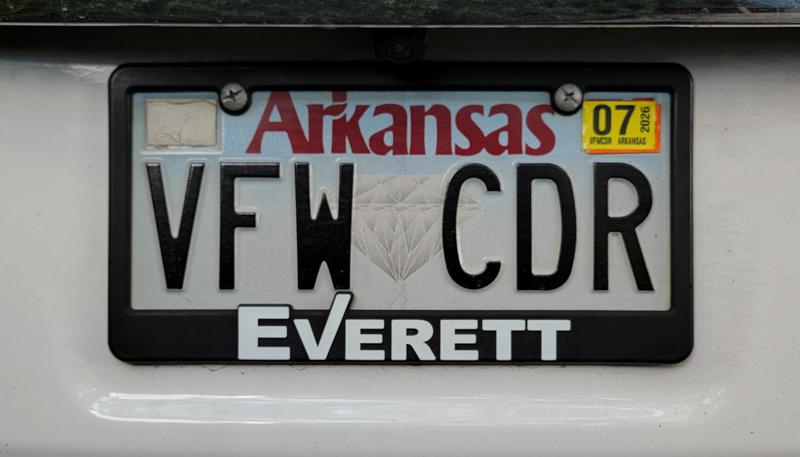 Arkansas
07 2026
VFWCDR ARKANSAS
VFW CDR
EVERETT